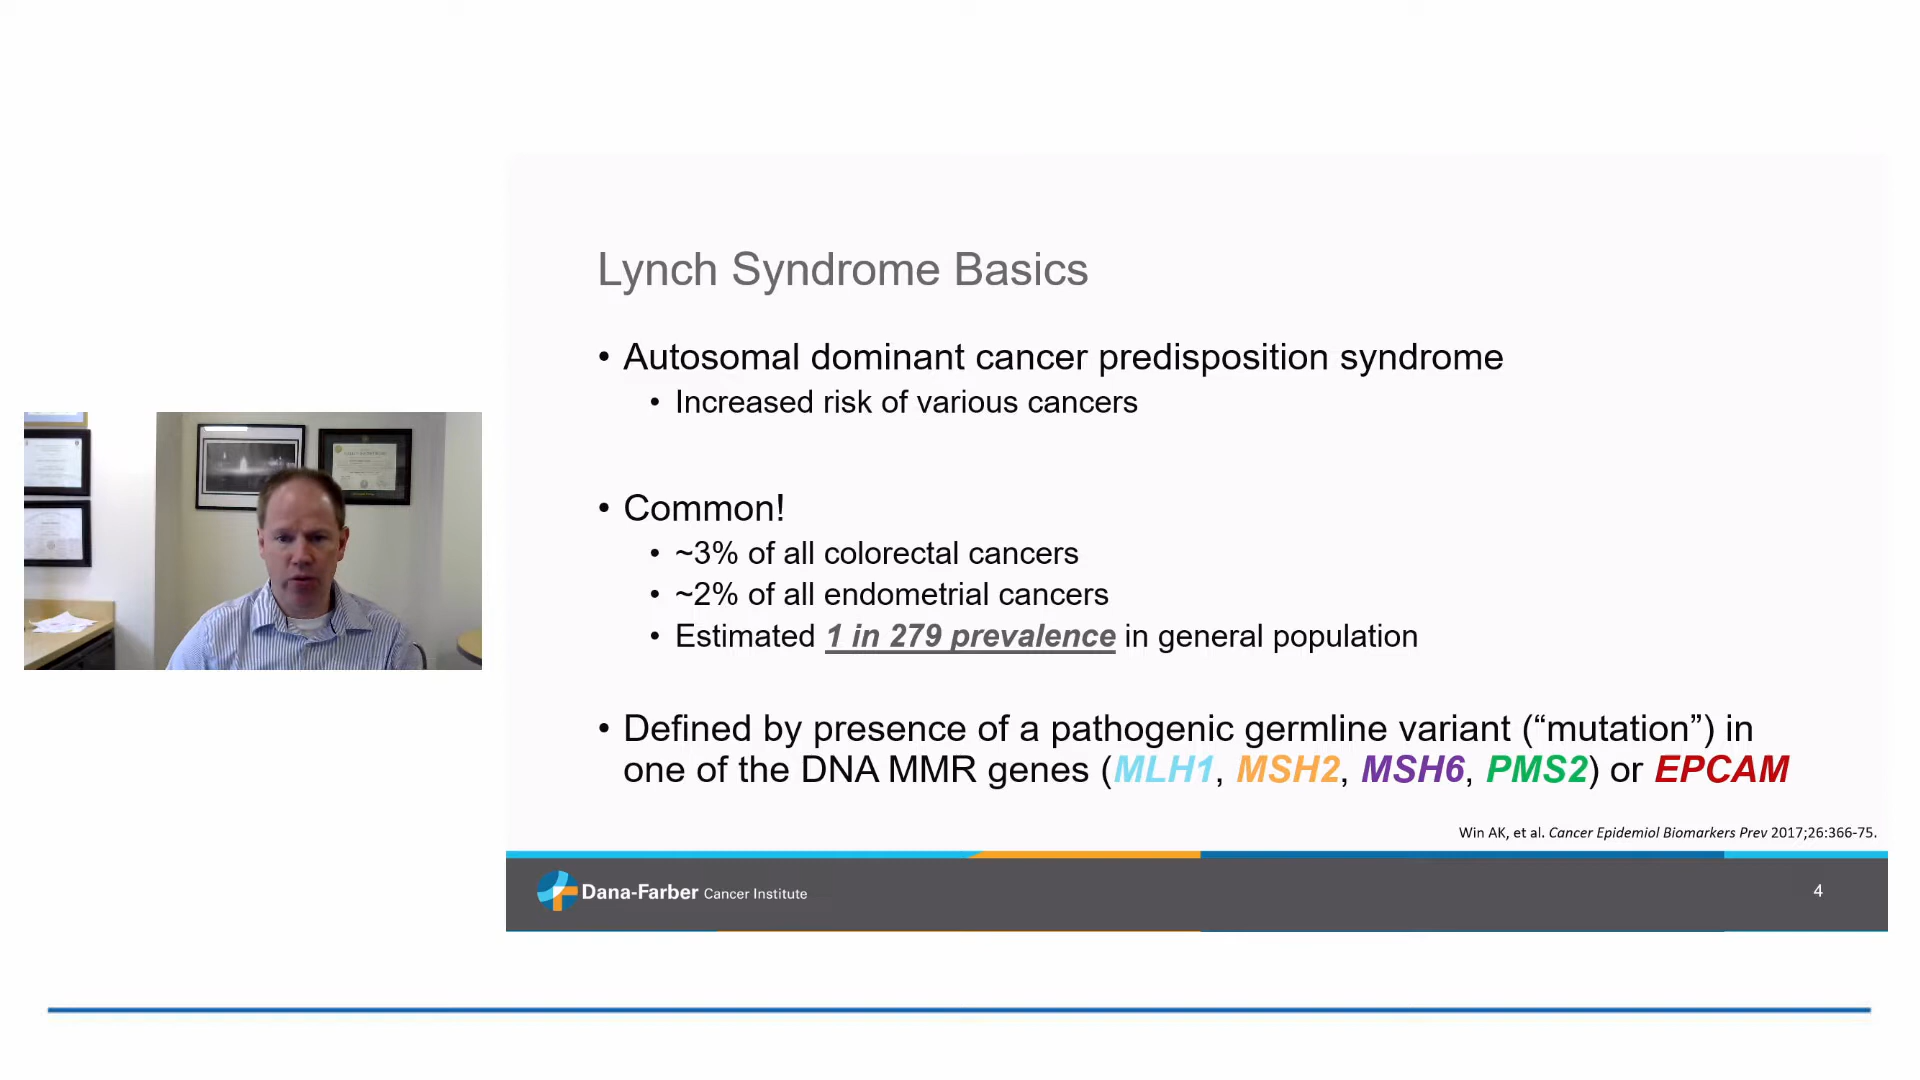 Lynch Syndrome Basics
• Autosomal dominant cancer predisposition syndrome
• Increased risk of various cancers
• Common!
• ~3% of all colorectal cancers
• ~2% of all endometrial cancers
• Estimated 1 in 279 prevalence in general population
• Defined by presence of a pathogenic germline variant (“mutation”) in
one of the DNA MMR genes (MLH1, MSH2, MSH6, PMS2) or EPCAM
Win AK, et al. Cancer Epidemiol Biomarkers Prev 2017;26:366-75.
Dana-Farber Cancer Institute
4